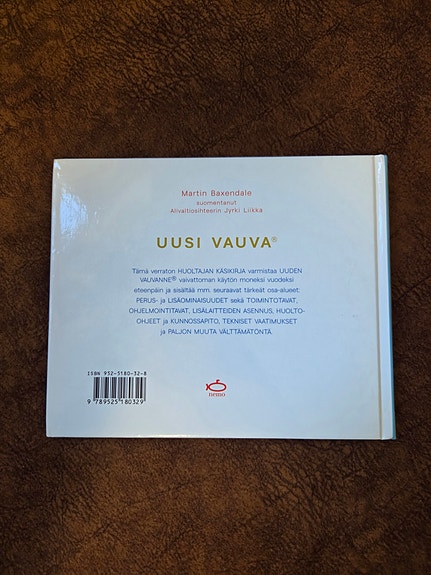 Martin Baxendale
suomentanut
Alivaltiosihteerin Jyrki Liikka
UUSI VAUVA®
Tämä verraton HUOLTAJAN KÄSIKIRJA varmistaa UUDEN
VAUVANNE® vaivattoman käytön moneksi vuodeksi
eteenpäin ja sisältää mm. seuraavat tärkeät osa-alueet:
PERUS- ja LISÄOMINAISUUDET sekä TOIMINTOTAVAT,
OHJELMOINTITAVAT, LISÄLAITTEIDEN ASENNUS, HUOLTO-
OHJEET ja KUNNOSSAPITO, TEKNISET VAATIMUKSET
ja PALJON MUUTA VÄLTTÄMÄTÖNTÄ.
ISBN 952-5180-32-8
9 789525 180329
nemo